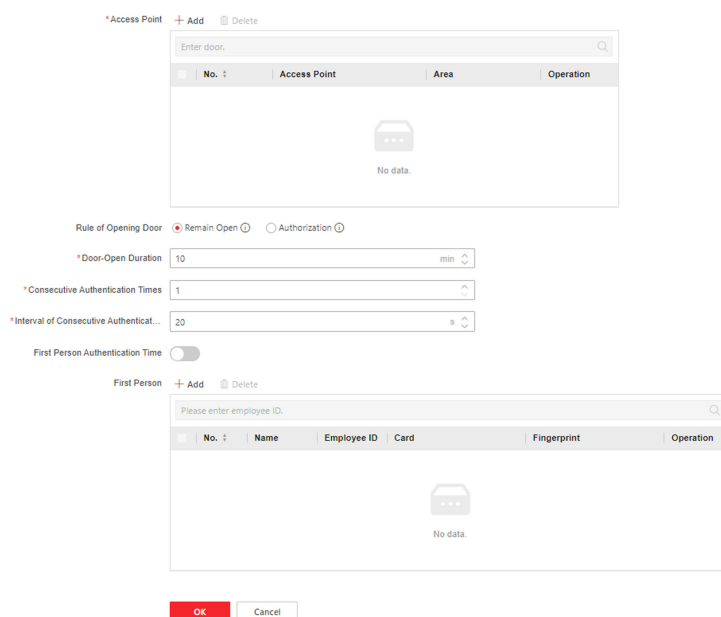 *Access Point + Add Delete
Enter door.
No. Access Point Area Operation
No data.
Rule of Opening Door Remain Open Authorization
*Door-Open Duration 10 min
*Consecutive Authentication Times 1
*Interval of Consecutive Authenticat... 20 s
First Person Authentication Time
First Person + Add Delete
Please enter employee ID.
No. Name Employee ID Card Fingerprint Operation
No data.
OK Cancel